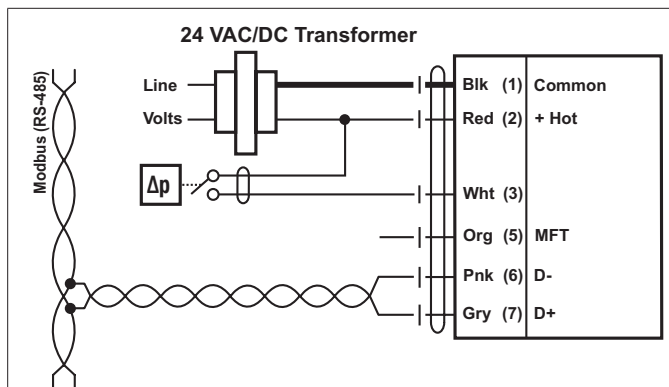 24 VAC/DC Transformer
Modbus (RS-485)
Line
Volts
Δp
Blk (1) Common
Red (2) + Hot
Wht (3)
Org (5) MFT
Pnk (6) D-
Gry (7) D+